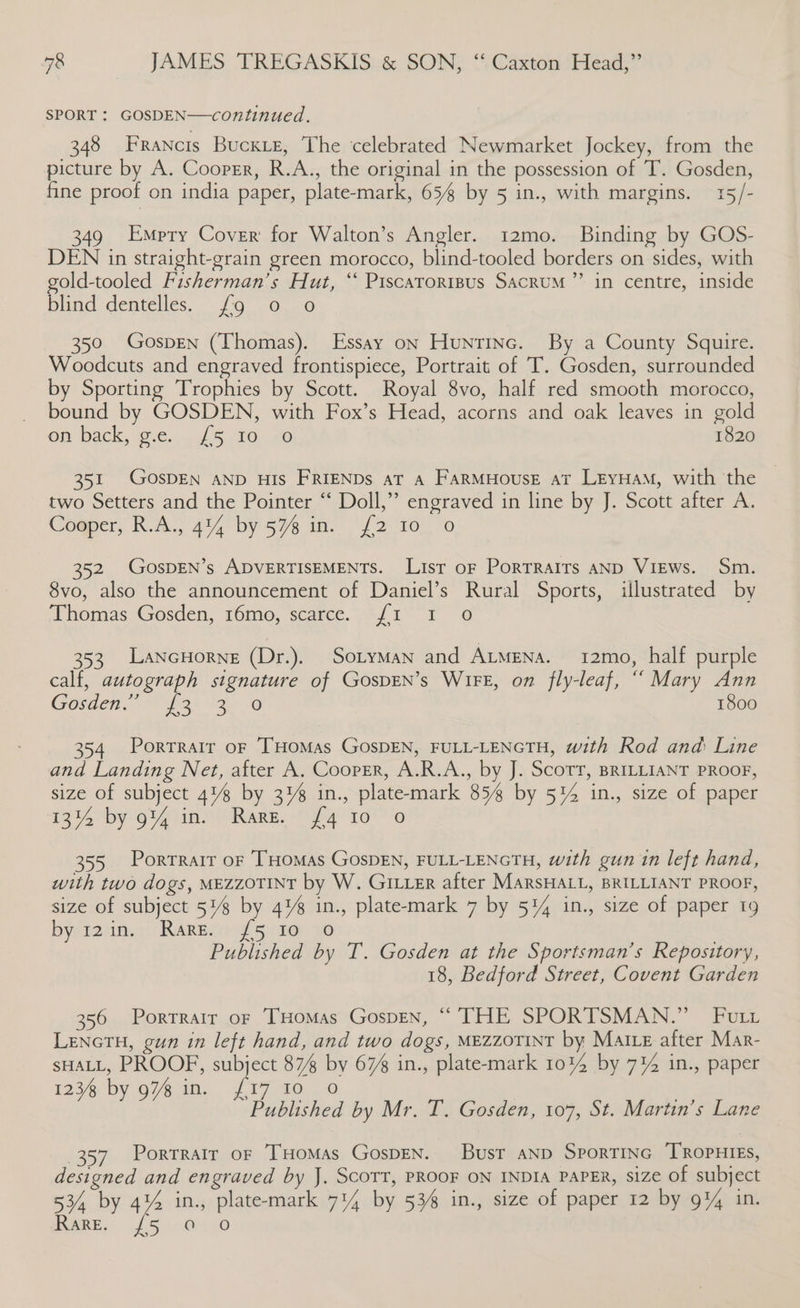 78 JAMES TREGASKIS & SON, “ Caxton Head,”
SPORT : GOSDEN—continued.
348 Francis Buckle, The celebrated Newmarket Jockey, from the
picture by A. Cooper, R.A., the original in the possession of T. Gosden,
fine proof on india paper, plate-mark, 6⅝ by 5 in., with margins. 15/-
349 Empty Cover for Walton’s Angler. 12mo. Binding by GOS-
DEN in straight-grain green morocco, blind-tooled borders on sides, with
gold-tooled Fisherman’s Hut, “ Piscatoribus Sacrum ” in centre, inside
blind dentelles. £9 0 0
350 Gosden (Thomas). Essay on Hunting. By a County Squire.
Woodcuts and engraved frontispiece, Portrait of T. Gosden, surrounded
by Sporting Trophies by Scott. Royal 8vo, half red smooth morocco,
bound by GOSDEN, with Fox’s Head, acorns and oak leaves in gold
on back, g.e. £5 10 0 1820
351 Gosden and his Friends at a Farmhouse at Leyham, with the
two Setters and the Pointer “ Doll,” engraved in line by J. Scott after A.
Cooper, R.A., 4¼ by 5⅞ in. £2 10 0
352 Gosden’s Advertisements. List of Portraits and Views. Sm.
8vo, also the announcement of Daniel’s Rural Sports, illustrated by
Thomas Gosden, 16mo, scarce. £1 1 0
353 Langhorne (Dr.). Solyman and Almena. 12mo, half purple
calf, autograph signature of Gosden’s Wife, on fly-leaf, “ Mary Ann
Gosden.” £3 3 0 1800
354 Portrait of Thomas Gosden, full-length, with Rod and Line
and Landing Net, after A. Cooper, A.R.A., by J. Scott, brilliant proof,
size of subject 4⅛ by 3⅛ in., plate-mark 8⅝ by 5½ in., size of paper
13½ by 9¼ in. Rare. £4 10 0
355 Portrait of Thomas Gosden, full-length, with gun in left hand,
with two dogs, mezzotint by W. Giller after Marshall, brilliant proof,
size of subject 5⅛ by 4⅛ in., plate-mark 7 by 5¼ in., size of paper 19
by 12 in. Rare. £5 10 0
Published by T. Gosden at the Sportsman’s Repository,
18, Bedford Street, Covent Garden
356 Portrait of Thomas Gosden, “ THE SPORTSMAN.” Full
Length, gun in left hand, and two dogs, mezzotint by Maile after Mar-
shall, PROOF, subject 8⅞ by 6⅞ in., plate-mark 10½ by 7½ in., paper
12⅜ by 9⅞ in. £17 10 0
Published by Mr. T. Gosden, 107, St. Martin’s Lane
357 Portrait of Thomas Gosden. Bust and Sporting Trophies,
designed and engraved by J. Scott, proof on india paper, size of subject
5¾ by 4½ in., plate-mark 7¼ by 5⅜ in., size of paper 12 by 9¼ in.
Rare. £5 0 0